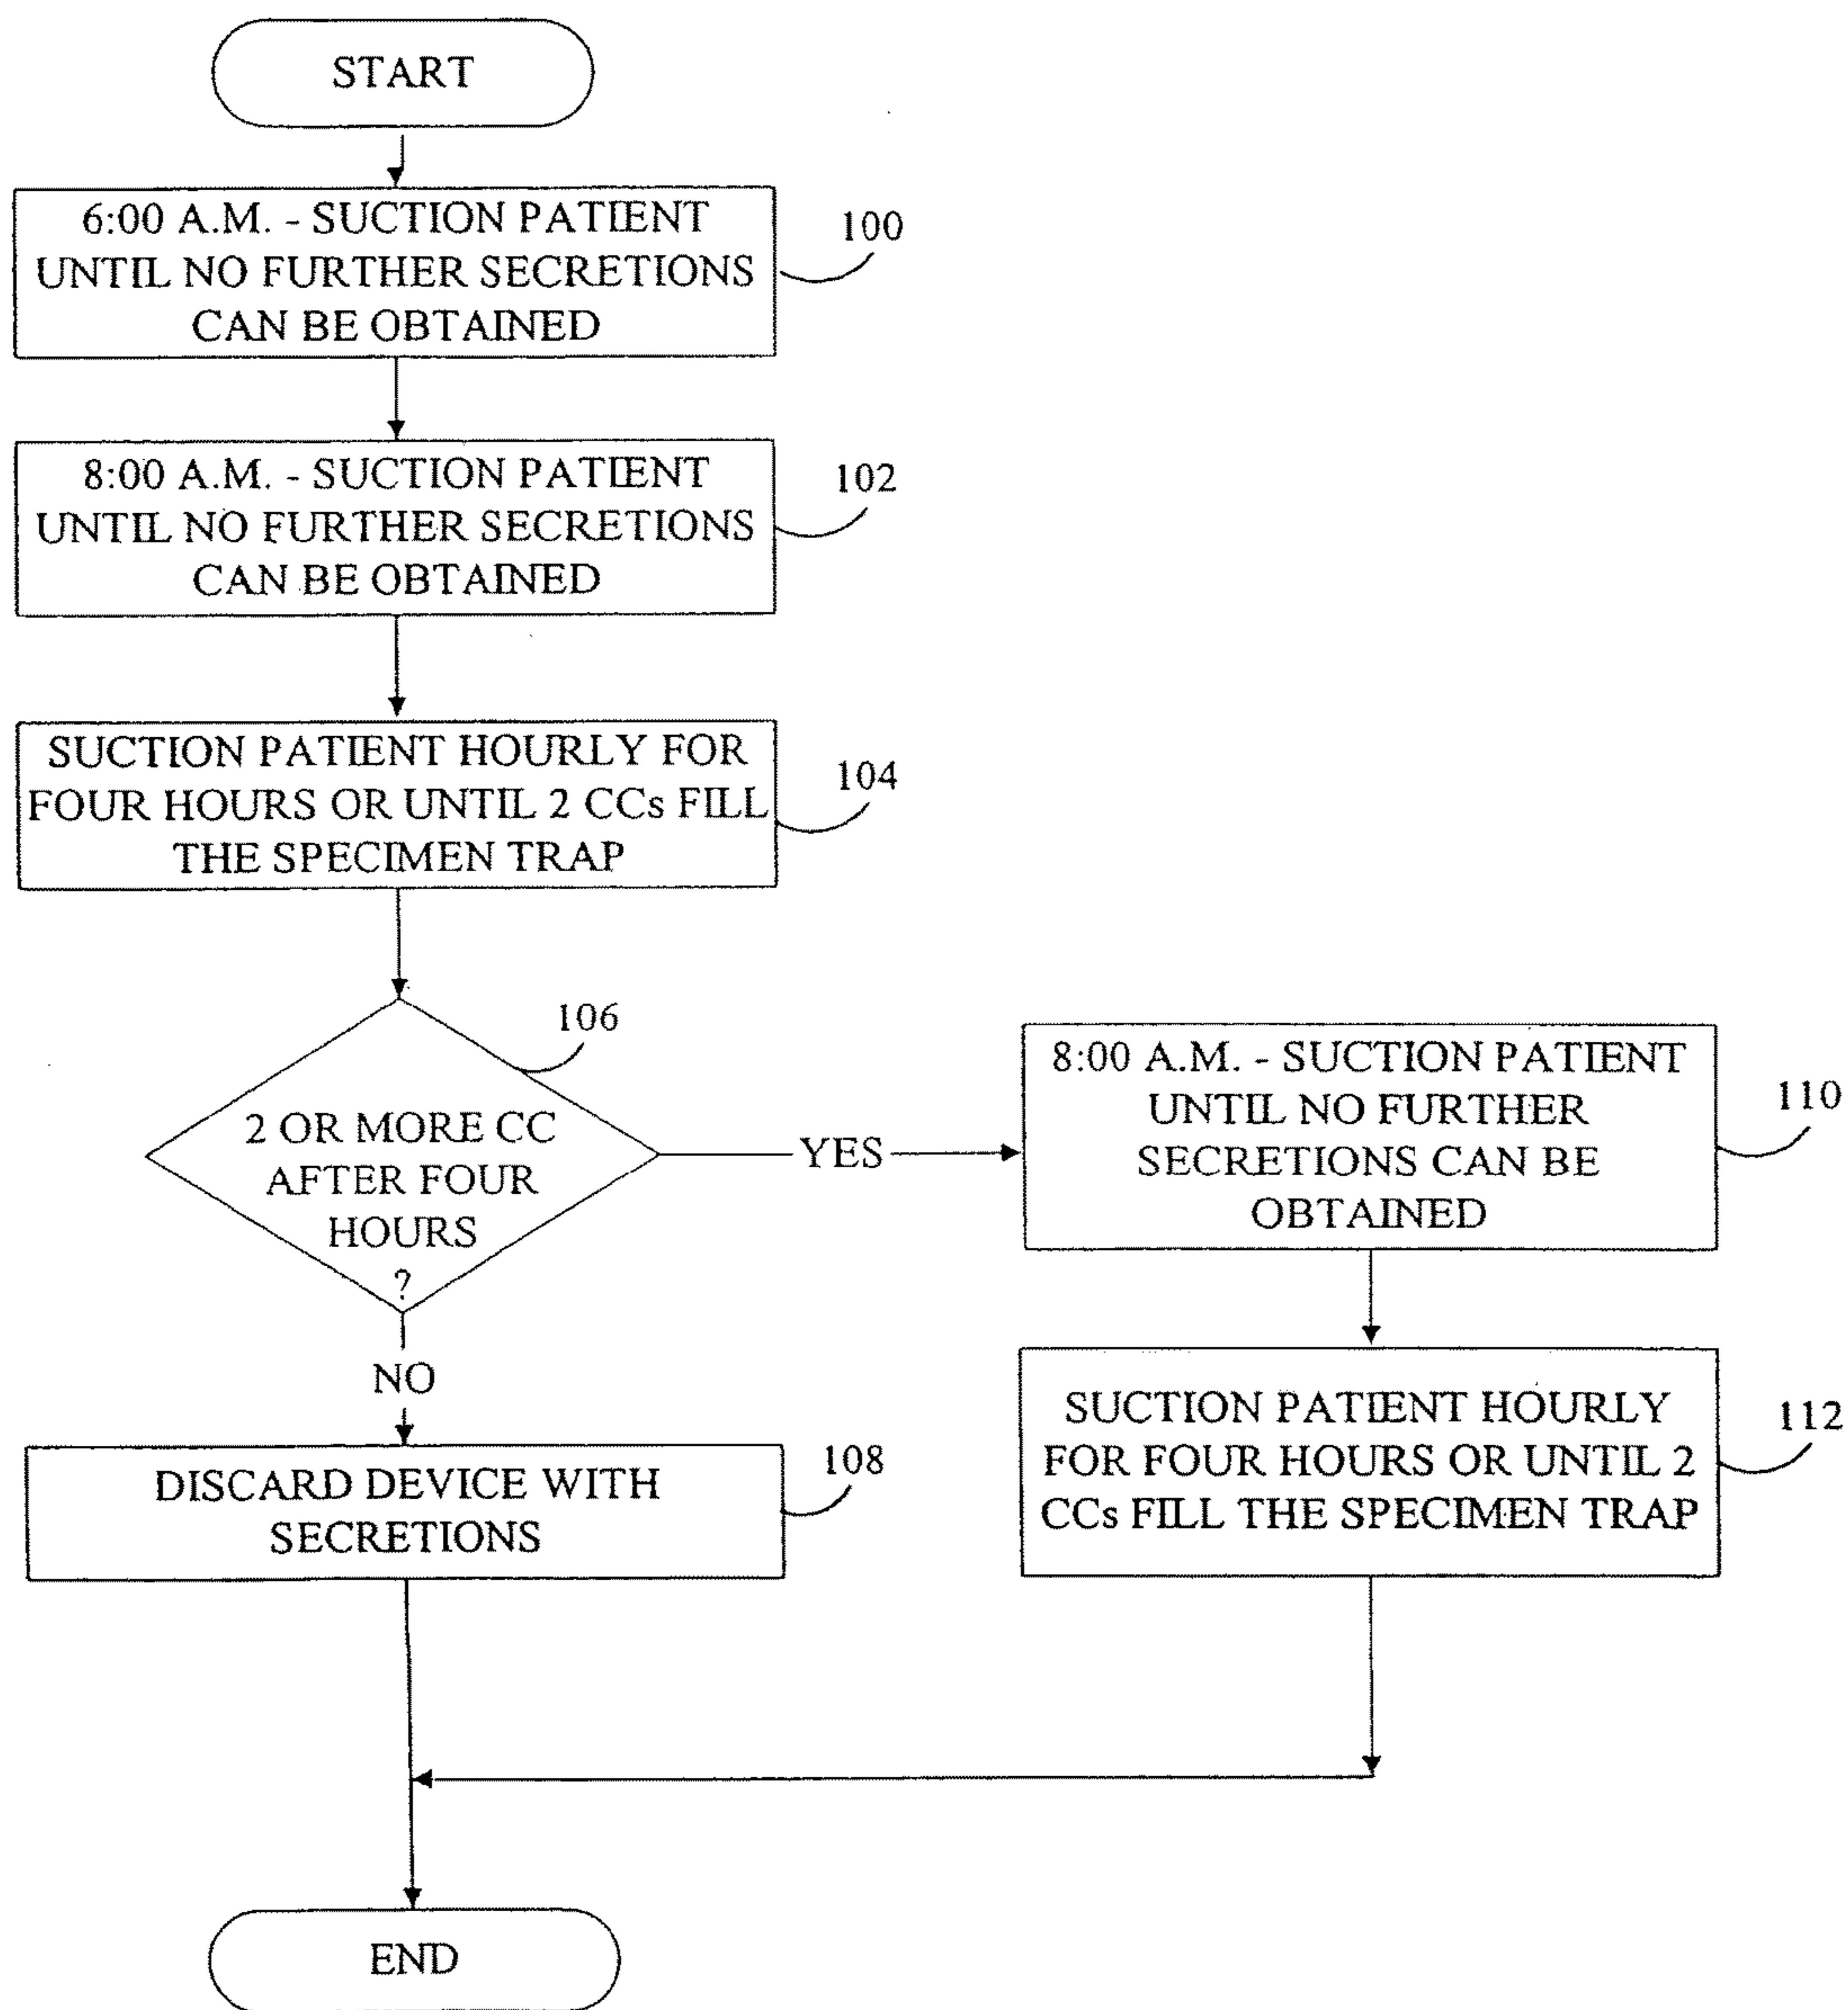 START
6:00 A.M. - SUCTION PATIENT
UNTIL NO FURTHER SECRETIONS
CAN BE OBTAINED
100
8:00 A.M. - SUCTION PATIENT
UNTIL NO FURTHER SECRETIONS
CAN BE OBTAINED
102
SUCTION PATIENT HOURLY FOR
FOUR HOURS OR UNTIL 2 CCs FILL
THE SPECIMEN TRAP
104
106
2 OR MORE CC
AFTER FOUR
HOURS
?
YES
8:00 A.M. - SUCTION PATIENT
UNTIL NO FURTHER
SECRETIONS CAN BE
OBTAINED
110
NO
DISCARD DEVICE WITH
SECRETIONS
108
SUCTION PATIENT HOURLY
FOR FOUR HOURS OR UNTIL 2
CCs FILL THE SPECIMEN TRAP
112
END